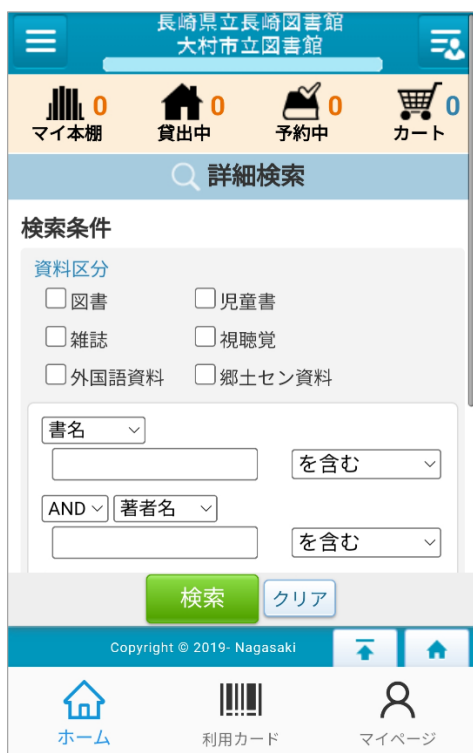 長崎県立長崎図書館
大村市立図書館
0 0 0 0
マイ本棚 貸出中 予約中 カート
詳細検索
検索条件
資料区分
図書 児童書
雑誌 視聴覚
外国語資料 郷土セン資料
書名
を含む
AND 著者名
を含む
検索 クリア
Copyright © 2019- Nagasaki
ホーム 利用カード マイページ